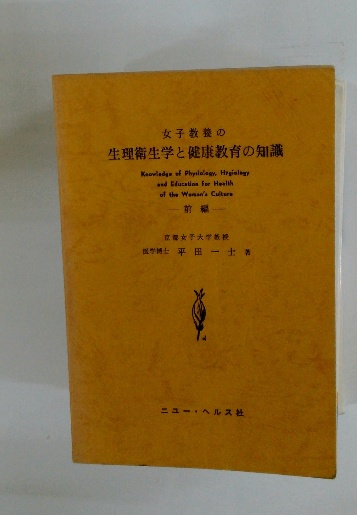 女子教養の
生理衛生学と健康教育の知識
Knowledge of Physiology, Hygiology
and Education for Health
of the Woman's Culture
—前編—
京都女子大学教授
医学博士 平田一士 著
ニュー・ヘルス社